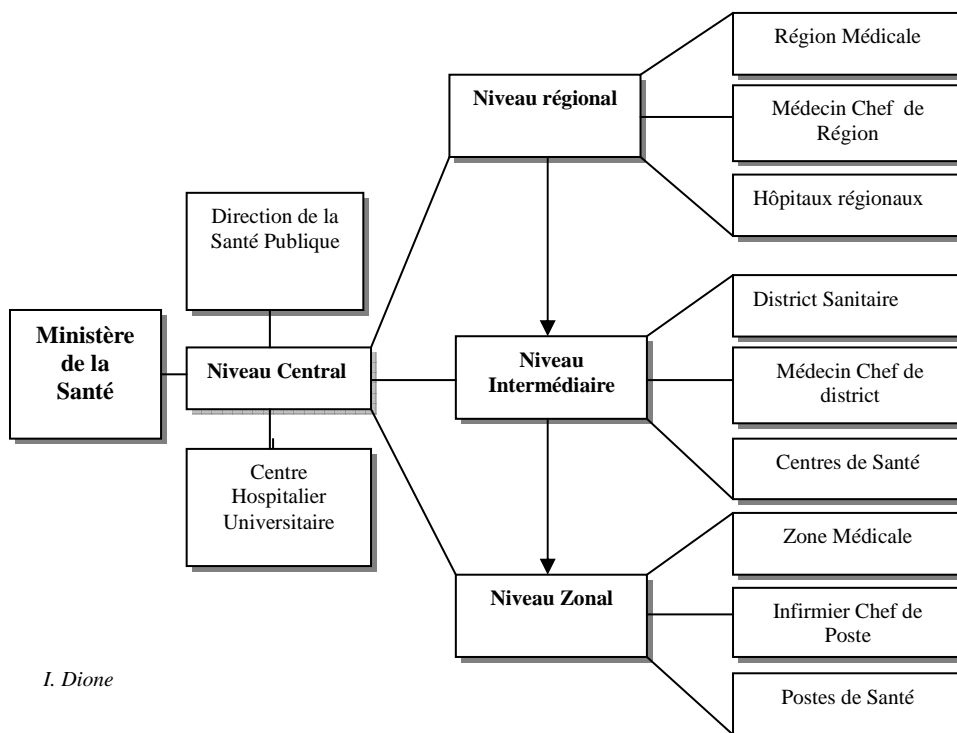 Ministère
de la
Santé
Direction de la
Santé Publique
Niveau Central
Centre
Hospitalier
Universitaire
Niveau régional
Région Médicale
Médecin Chef de
Région
Hôpitaux régionaux
Niveau
Intermédiaire
District Sanitaire
Médecin Chef de
district
Centres de Santé
Niveau Zonal
Zone Médicale
Infirmier Chef de
Poste
Postes de Santé
I. Dione